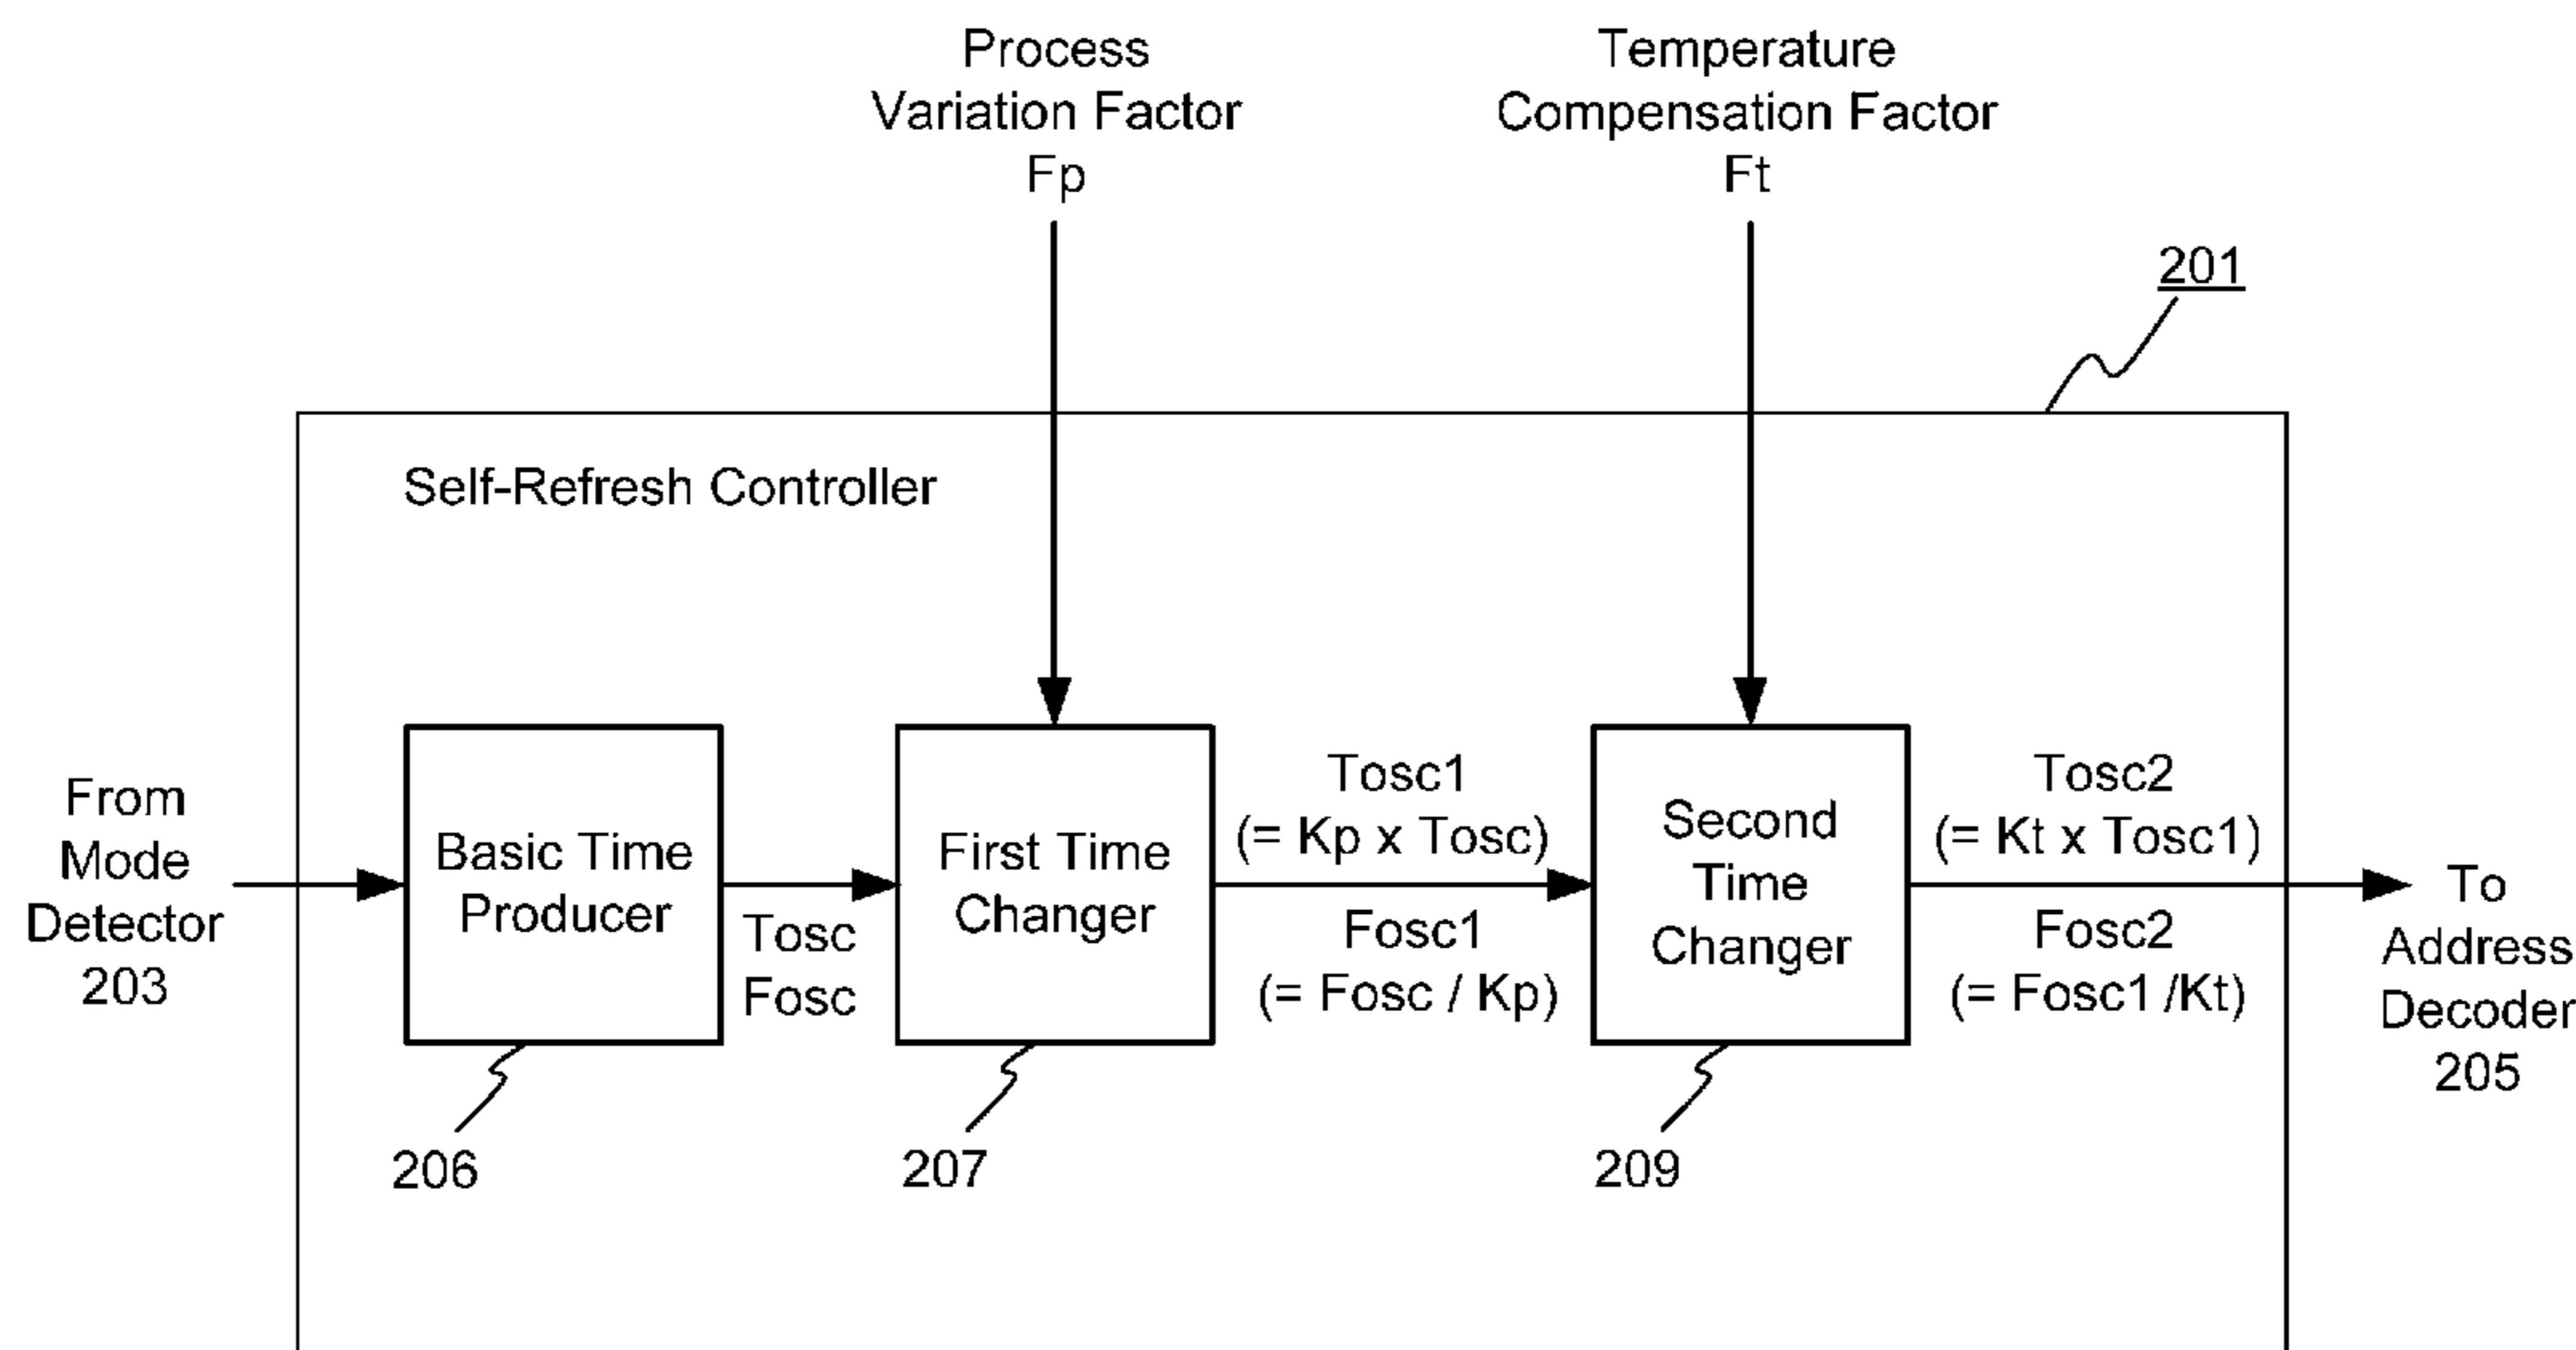 Process
Variation Factor
Fp
Temperature
Compensation Factor
Ft
201
Self-Refresh Controller
From
Mode
Detector
203
Basic Time
Producer
Tosc
Fosc
First Time
Changer
Tosc1
(= Kp x Tosc)
Fosc1
(= Fosc / Kp)
Second
Time
Changer
Tosc2
(= Kt x Tosc1)
Fosc2
(= Fosc1 /Kt)
To
Address
Decoder
205
206
207
209